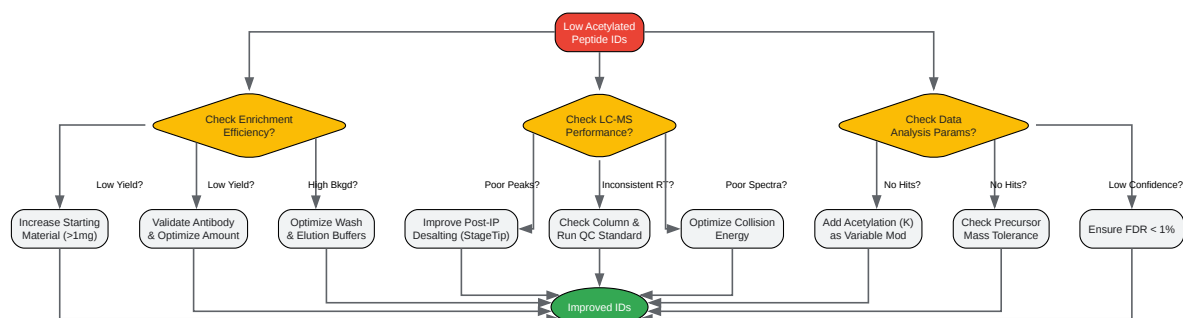 Low Acetylated
Peptide IDs
Check Enrichment
Efficiency?
Check LC-MS
Performance?
Check Data
Analysis Params?
Low Yield?
Low Yield?
High Bkgd?
Poor Peaks?
Inconsistent RT?
Poor Spectra?
No Hits?
No Hits?
Low Confidence?
Increase Starting
Material (>1mg)
Validate Antibody
& Optimize Amount
Optimize Wash
& Elution Buffers
Improve Post-IP
Desalting (StageTip)
Check Column &
Run QC Standard
Optimize Collision
Energy
Add Acetylation (K)
as Variable Mod
Check Precursor
Mass Tolerance
Ensure FDR < 1%
Improved IDs